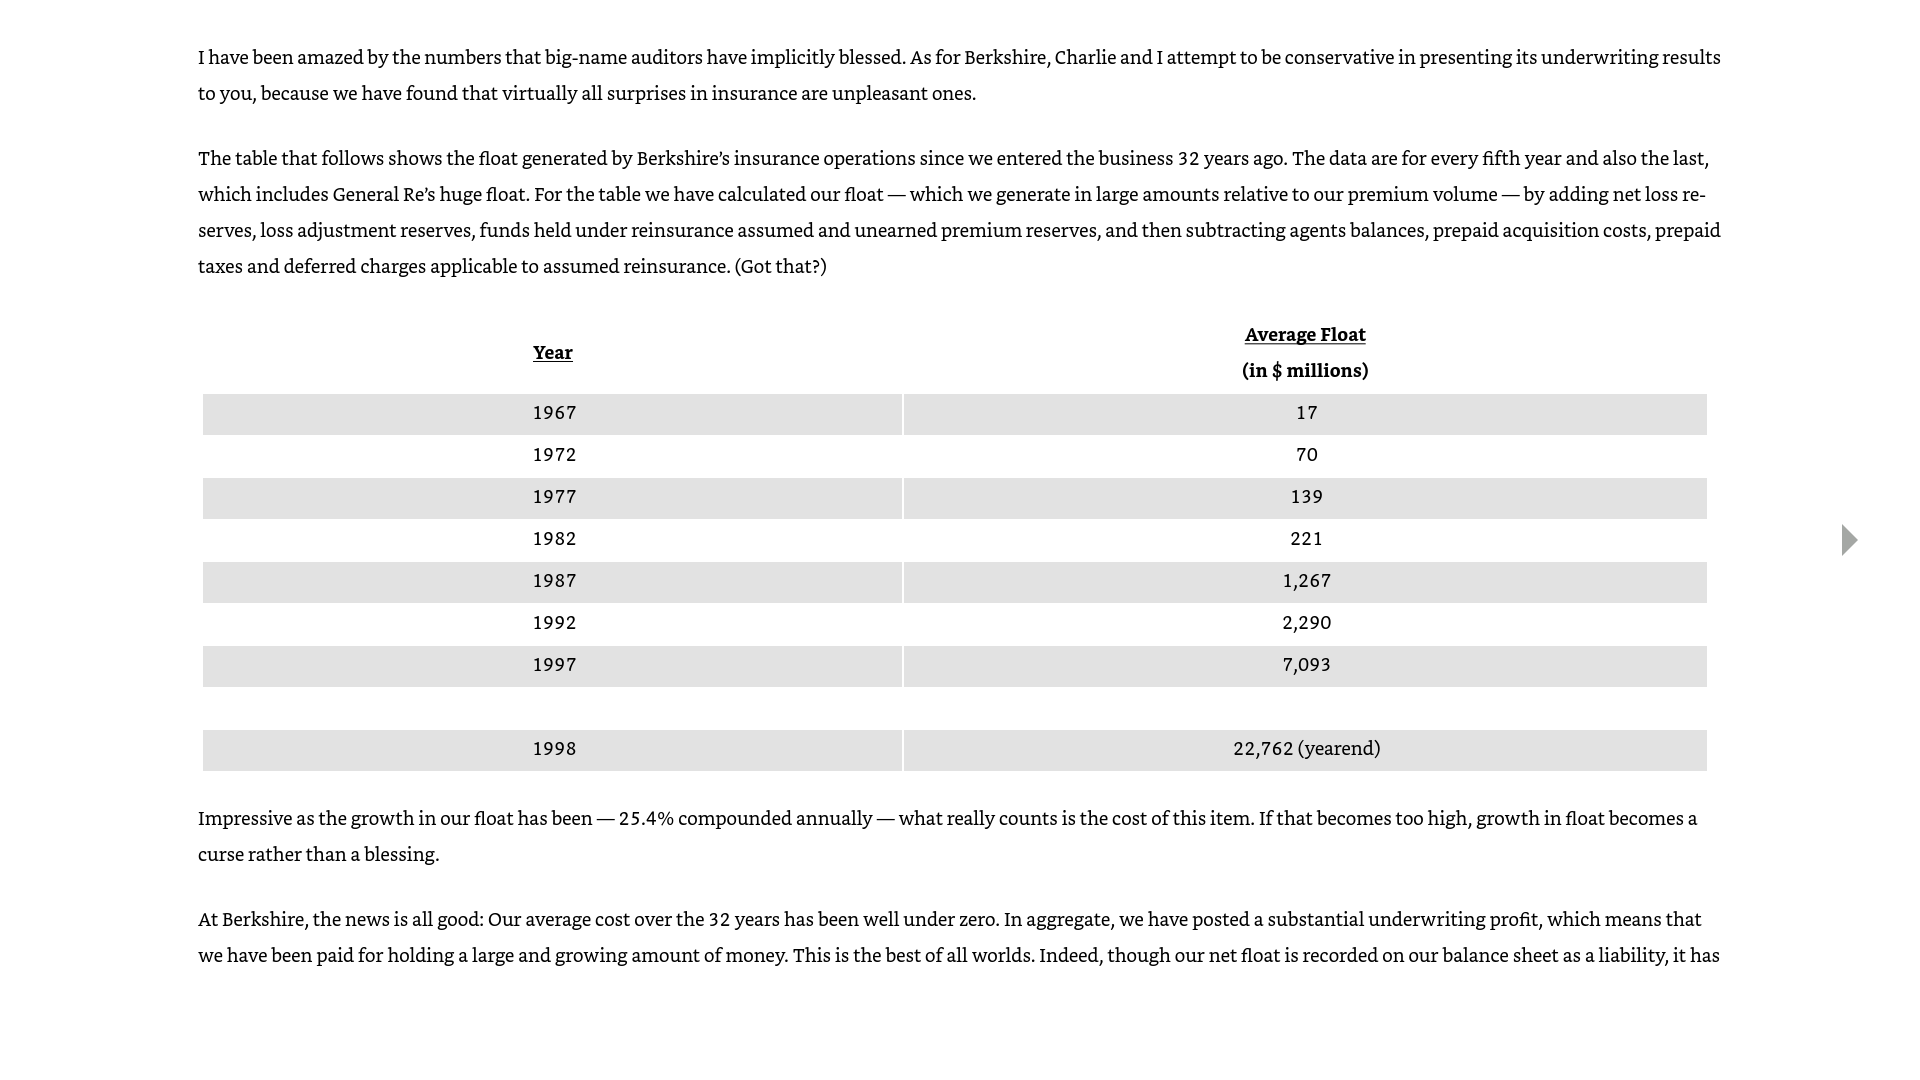 I have been amazed by the numbers that big-name auditors have implicitly blessed. As for Berkshire, Charlie and I attempt to be conservative in presenting its underwriting results
to you, because we have found that virtually all surprises in insurance are unpleasant ones.
The table that follows shows the float generated by Berkshire’s insurance operations since we entered the business 32 years ago. The data are for every fifth year and also the last,
which includes General Re’s huge float. For the table we have calculated our float — which we generate in large amounts relative to our premium volume — by adding net loss re-
serves, loss adjustment reserves, funds held under reinsurance assumed and unearned premium reserves, and then subtracting agents balances, prepaid acquisition costs, prepaid
taxes and deferred charges applicable to assumed reinsurance. (Got that?)
Year Average Float
(in $ millions)
1967 17
1972 70
1977 139
1982 221
1987 1,267
1992 2,290
1997 7,093
1998 22,762 (yearend)
Impressive as the growth in our float has been — 25.4% compounded annually — what really counts is the cost of this item. If that becomes too high, growth in float becomes a
curse rather than a blessing.
At Berkshire, the news is all good: Our average cost over the 32 years has been well under zero. In aggregate, we have posted a substantial underwriting profit, which means that
we have been paid for holding a large and growing amount of money. This is the best of all worlds. Indeed, though our net float is recorded on our balance sheet as a liability, it has